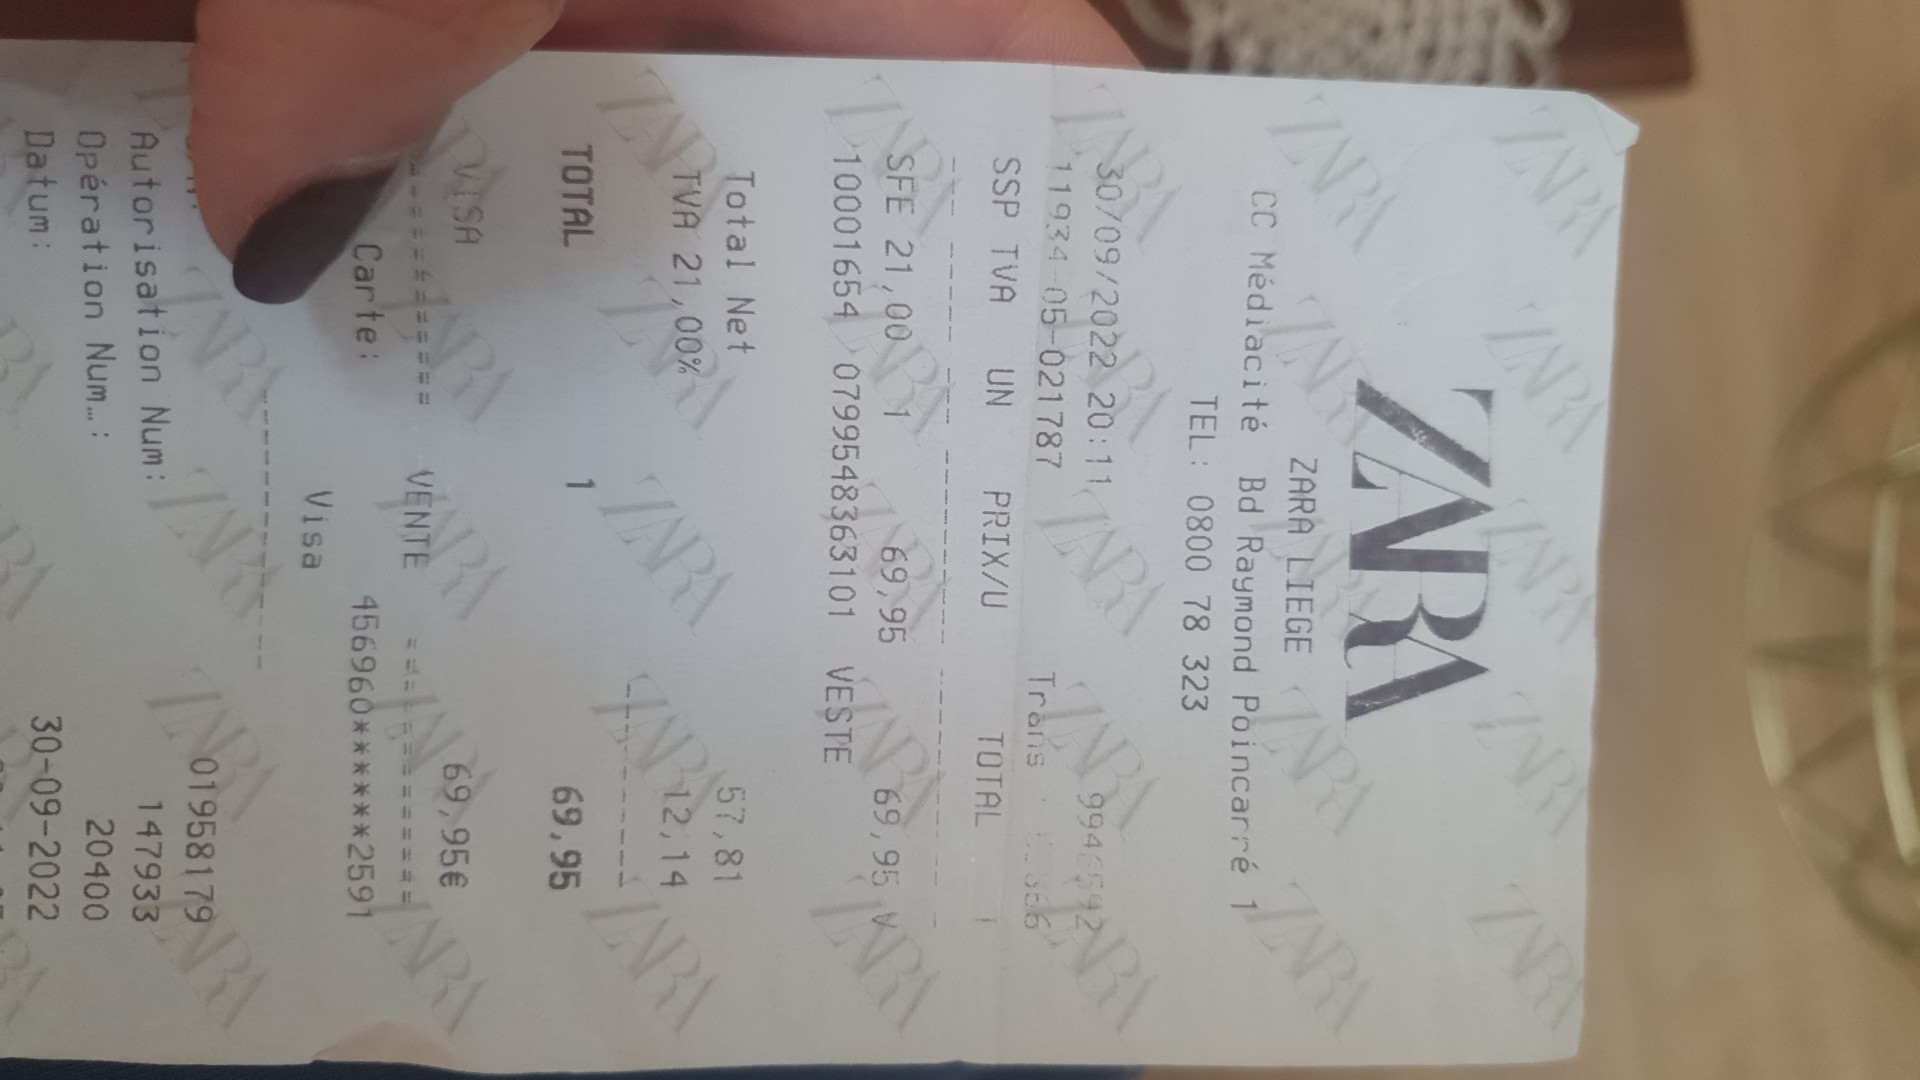 ZARA
ZARA LIEGE
CC Médiacité Bd Raymond Poincarré 1
TEL: 0800 78 323
30/09/2022 20:11
11934-05-021787 Trans
SSP TVA UN PRIX/U TOTAL
SFE 21,00 1 69,95 69,95 V
10001654 0799548363101 VESTE
Total Net 57,81
TVA 21,00% 12,14
TOTAL 1 69,95
VISA 69,95€
============ VENTE ============
Carte: 456960*******2591
Visa
01958179
Autorisation Num: 147933
Opération Num…: 20400
Datum: 30-09-2022